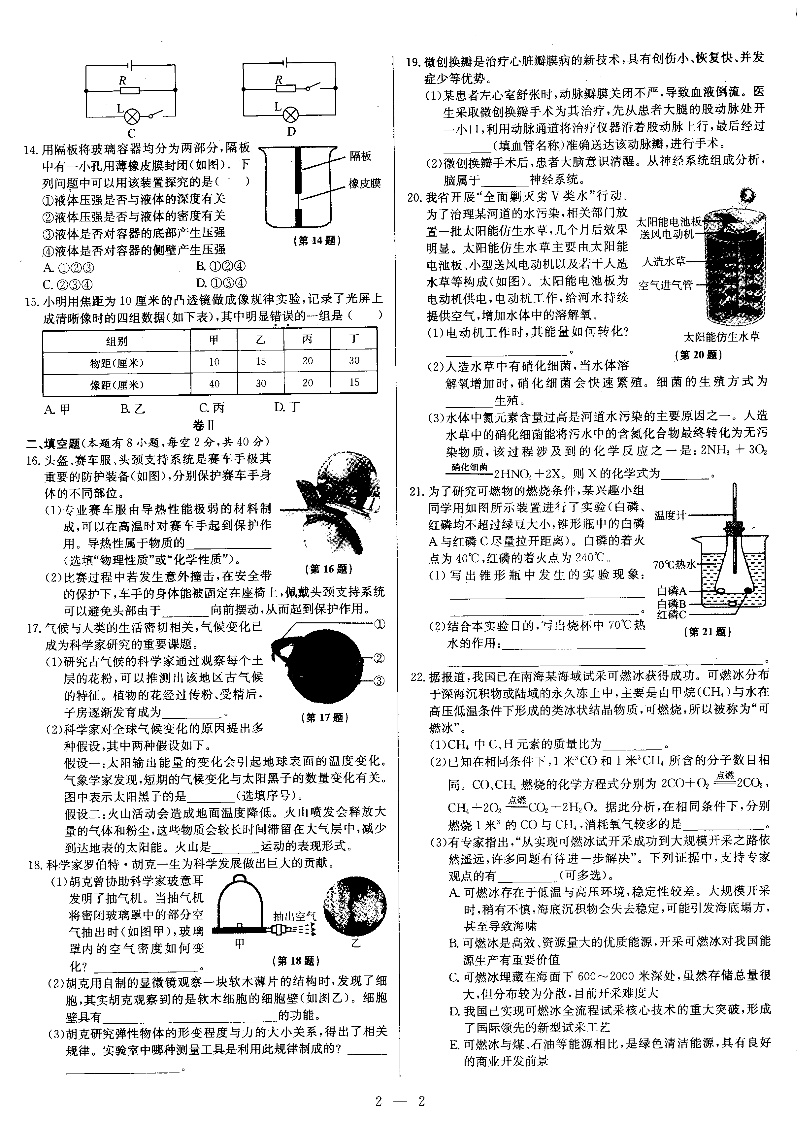 R
L
C
R
L
D
14.用隔板将玻璃容器均分为两部分,隔板
中有一小孔用薄橡皮膜封闭(如图). 下
列问题中可以用该装置探究的是( )
①液体压强是否与液体的深度有关
②液体压强是否与液体的密度有关
③液体是否对容器的底部产生压强
④液体是否对容器的侧壁产生压强
A.①②③ B.①②④
C.②③④ D.①③④
隔板
橡皮膜
(第14题)
15.小明用焦距为10厘米的凸透镜做成像规律实验,记录了光屏上
成清晰像时的四组数据(如下表),其中明显错误的一组是( )
组别 甲 乙 丙 丁
物距(厘米) 10 15 20 30
像距(厘米) 40 30 20 15
A.甲 B.乙 C.丙 D.丁
卷Ⅱ
二、填空题(本题有8小题,每空2分,共40分)
16.头盔、赛车服、头颈支持系统是赛车手极其
重要的防护装备(如图),分别保护赛车手身
体的不同部位。
(1)专业赛车服由导热性能极弱的材料制
成,可以在高温时对赛车手起到保护作
用。导热性属于物质的
(选填“物理性质”或“化学性质”)。
(第16题)
(2)比赛过程中若发生意外撞击,在安全带
的保护下,车手的身体能被固定在座椅上,佩戴头颈支持系统
可以避免头部由于________向前摆动,从而起到保护作用。
17.气候与人类的生活密切相关,气候变化已
成为科学家研究的重要课题:
(1)研究古气候的科学家通过观察每个土
层的花粉,可以推测出该地区古气候
的特征。植物的花经过传粉、受精后,
子房逐渐发育成为________。
①
②
③
(第17题)
(2)科学家对全球气候变化的原因提出多
种假设,其中两种假设如下。
假设一:太阳输出能量的变化会引起地球表面的温度变化。
气象学家发现,短期的气候变化与太阳黑子的数量变化有关。
图中表示太阳黑子的是________(选填序号).
假设二:火山活动会造成地面温度降低。火山喷发会释放大
量的气体和粉尘,这些物质会较长时间滞留在大气层中,减少
到达地表的太阳能。火山是________运动的表现形式。
18.科学家罗伯特·胡克一生为科学发展做出巨大的贡献。
(1)胡克曾协助科学家玻意耳
发明了抽气机。当抽气机
将密闭玻璃罩中的部分空
气抽出时(如图甲),玻璃
罩内的空气密度如何变
化?________。
抽出空气
甲
乙
(第18题)
(2)胡克用自制的显微镜观察一块软木薄片的结构时,发现了细
胞,其实胡克观察到的是软木细胞的细胞壁(如图乙)。细胞
壁具有________的功能。
(3)胡克研究弹性物体的形变程度与力的大小关系,得出了相关
规律。实验室中哪种测量工具是利用此规律制成的?________
________。
19.微创换瓣是治疗心脏瓣膜病的新技术,具有创伤小、恢复快、并发
症少等优势。
(1)某患者左心室舒张时,动脉瓣膜关闭不严,导致血液倒流。医
生采取微创换瓣手术为其治疗,先从患者大腿的股动脉处开
一小口,利用动脉通道将治疗仪器沿着股动脉上行,最后经过
________(填血管名称)准确送达该动脉瓣,进行手术。
(2)微创换瓣手术后,患者大脑意识清醒。从神经系统组成分析,
脑属于________神经系统。
20.我省开展“全面剿灭劣Ⅴ类水”行动.
为了治理某河道的水污染,相关部门放
置一批太阳能仿生水草,几个月后效果
明显。太阳能仿生水草主要由太阳能
电池板、小型送风电动机以及若干人造
水草等构成(如图)。太阳能电池板为
电动机供电,电动机工作,给河水持续
提供空气,增加水体中的溶解氧.
太阳能电池板
送风电动机
人造水草
空气进气管
太阳能仿生水草
(第20题)
(1)电动机工作时,其能量如何转化?
________。
(2)人造水草中有硝化细菌,当水体溶
解氧增加时,硝化细菌会快速繁殖。细菌的生殖方式为
________生殖。
(3)水体中氮元素含量过高是河道水污染的主要原因之一。人造
水草中的硝化细菌能将污水中的含氮化合物最终转化为无污
染物质,该过程涉及到的化学反应之一是:2NH₃+3O₂
硝化细菌
2HNO₂+2X。则X的化学式为________。
21.为了研究可燃物的燃烧条件,某兴趣小组
同学用如图所示装置进行了实验(白磷、
红磷均不超过绿豆大小,锥形瓶中的白磷
A与红磷C尽量拉开距离)。白磷的着火
点为40℃,红磷的着火点为240℃.
(1)写出锥形瓶中发生的实验现象:
________
________。
温度计
70℃热水
白磷A
白磷B
红磷C
(第21题)
(2)结合本实验目的,写出烧杯中70℃热
水的作用:________
________。
22.据报道,我国已在南海某海域试采可燃冰获得成功。可燃冰分布
于深海沉积物或陆域的永久冻土中,主要是由甲烷(CH₄)与水在
高压低温条件下形成的类冰状结晶物质,可燃烧,所以被称为“可
燃冰”。
(1)CH₄中C、H元素的质量比为________。
(2)已知在相同条件下,1米³CO和1米³CH₄所含的分子数目相
同。CO、CH₄燃烧的化学方程式分别为2CO+O₂ 点燃 2CO₂,
CH₄+2O₂ 点燃 CO₂+2H₂O。据此分析,在相同条件下,分别
燃烧1米³的CO与CH₄,消耗氧气较多的是________。
(3)有专家指出,“从实现可燃冰试开采成功到大规模开采之路依
然遥远,许多问题有待进一步解决”。下列证据中,支持专家
观点的有________(可多选)。
A.可燃冰存在于低温与高压环境,稳定性较差。大规模开采
时,稍有不慎,海底沉积物会失去稳定,可能引发海底塌方,
甚至导致海啸
B.可燃冰是高效、资源量大的优质能源,开采可燃冰对我国能
源生产有重要价值
C.可燃冰埋藏在海面下600~2000米深处,虽然存储总量很
大,但分布较为分散,目前开采难度大
D.我国已实现可燃冰全流程试采核心技术的重大突破,形成
了国际领先的新型试采工艺
E.可燃冰与煤、石油等能源相比,是绿色清洁能源,具有良好
的商业开发前景
2 — 2